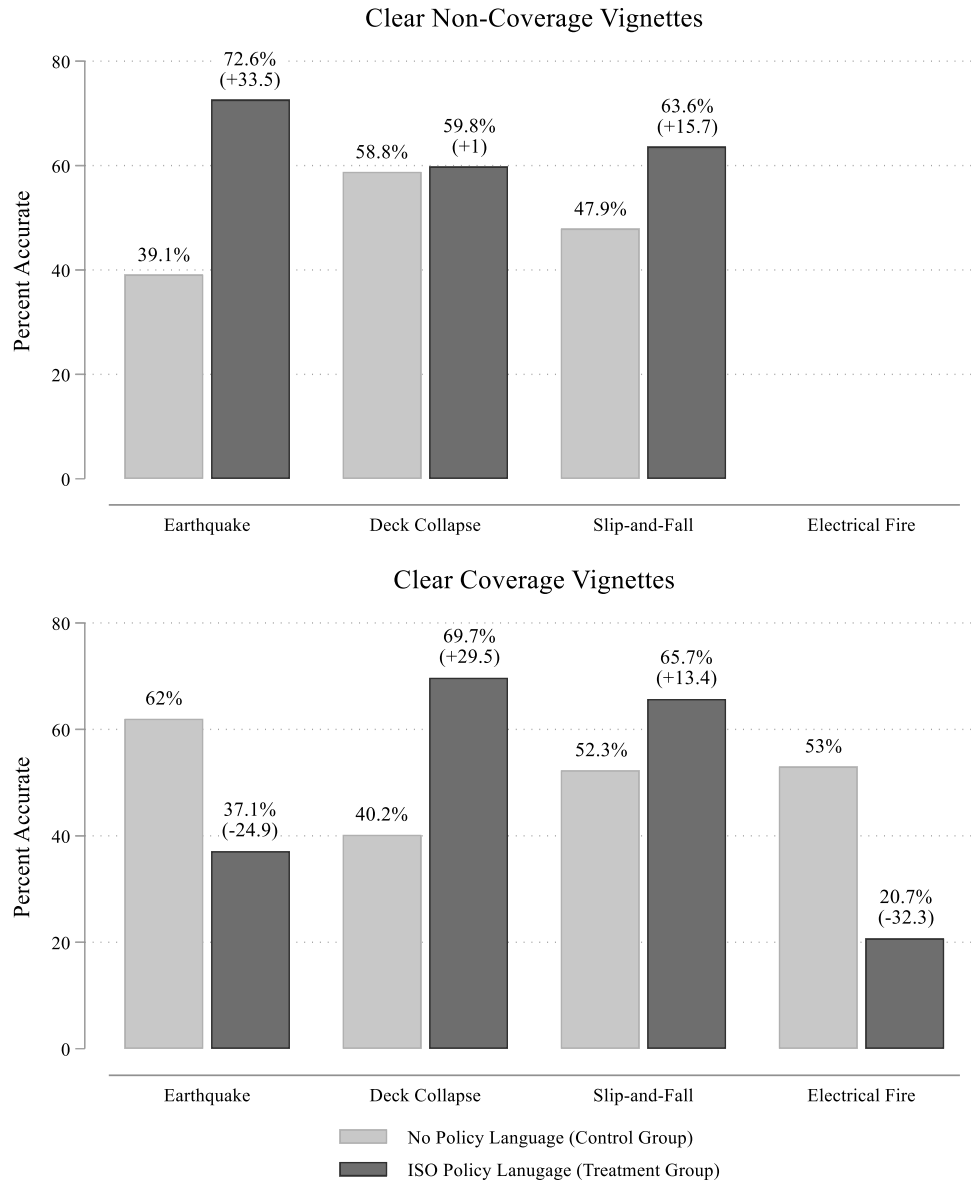 Clear Non-Coverage Vignettes
Percent Accurate
80
60
40
20
0
39.1%
72.6%
(+33.5)
58.8%
59.8%
(+1)
47.9%
63.6%
(+15.7)
Earthquake
Deck Collapse
Slip-and-Fall
Electrical Fire
Clear Coverage Vignettes
Percent Accurate
80
60
40
20
0
62%
37.1%
(-24.9)
40.2%
69.7%
(+29.5)
52.3%
65.7%
(+13.4)
53%
20.7%
(-32.3)
Earthquake
Deck Collapse
Slip-and-Fall
Electrical Fire
No Policy Language (Control Group)
ISO Policy Lanugage (Treatment Group)